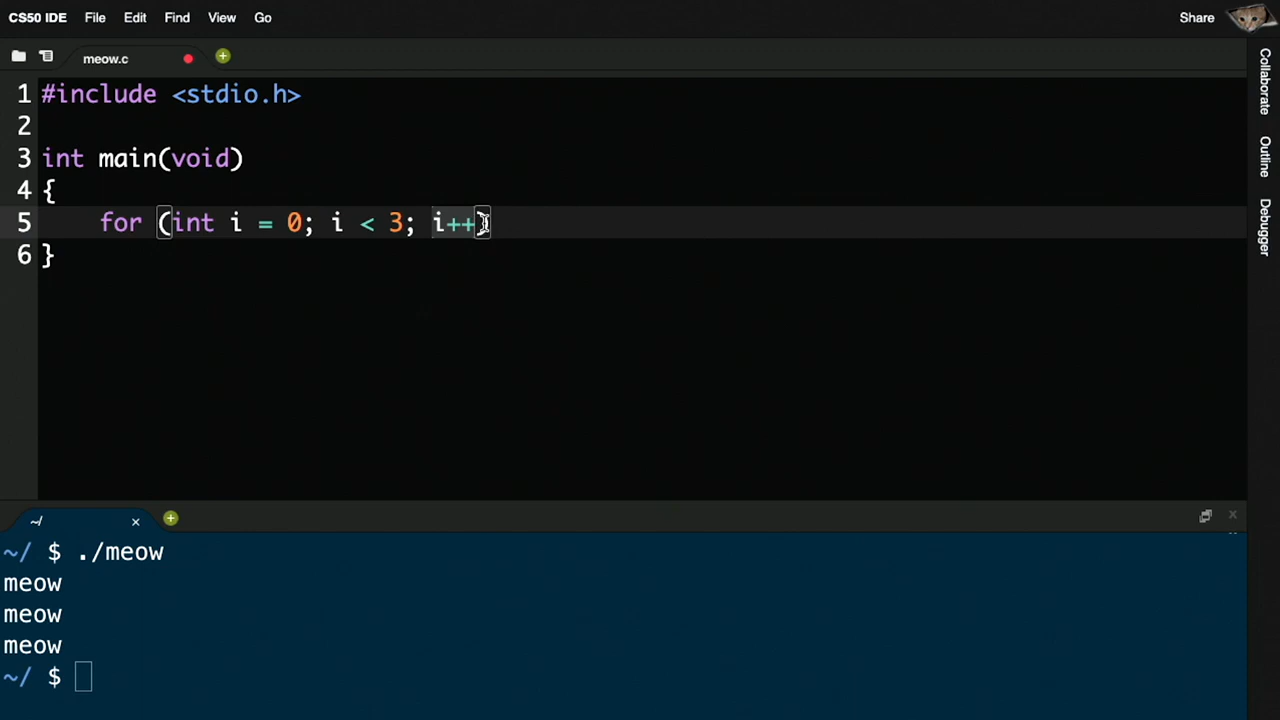 CS50 IDE File Edit Find View Go Share
meow.c
1 #include <stdio.h>
2
3 int main(void)
4 {
5     for (int i = 0; i < 3; i++)
6 }
Collaborate
Outline
Debugger
~/
~/ $ ./meow
meow
meow
meow
~/ $